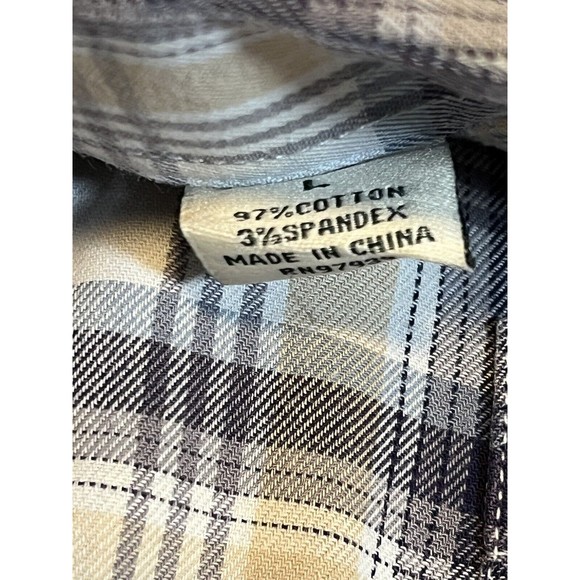 L
97%COTTON
3%SPANDEX
MADE IN CHINA